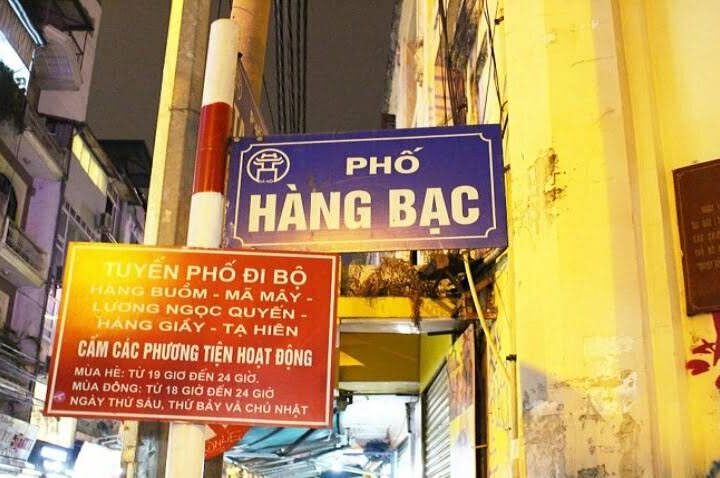 PHỐ
HÀNG BẠC
TUYẾN PHỐ ĐI BỘ
HÀNG BUỒM - MÃ MÂY -
LƯƠNG NGỌC QUYẾN -
HÀNG GIẦY - TẠ HIỆN
CẤM CÁC PHƯƠNG TIỆN HOẠT ĐỘNG
MÙA HÈ: TỪ 19 GIỜ ĐẾN 24 GIỜ.
MÙA ĐÔNG: TỪ 18 GIỜ ĐẾN 24 GIỜ
NGÀY THỨ SÁU, THỨ BẢY VÀ CHỦ NHẬT